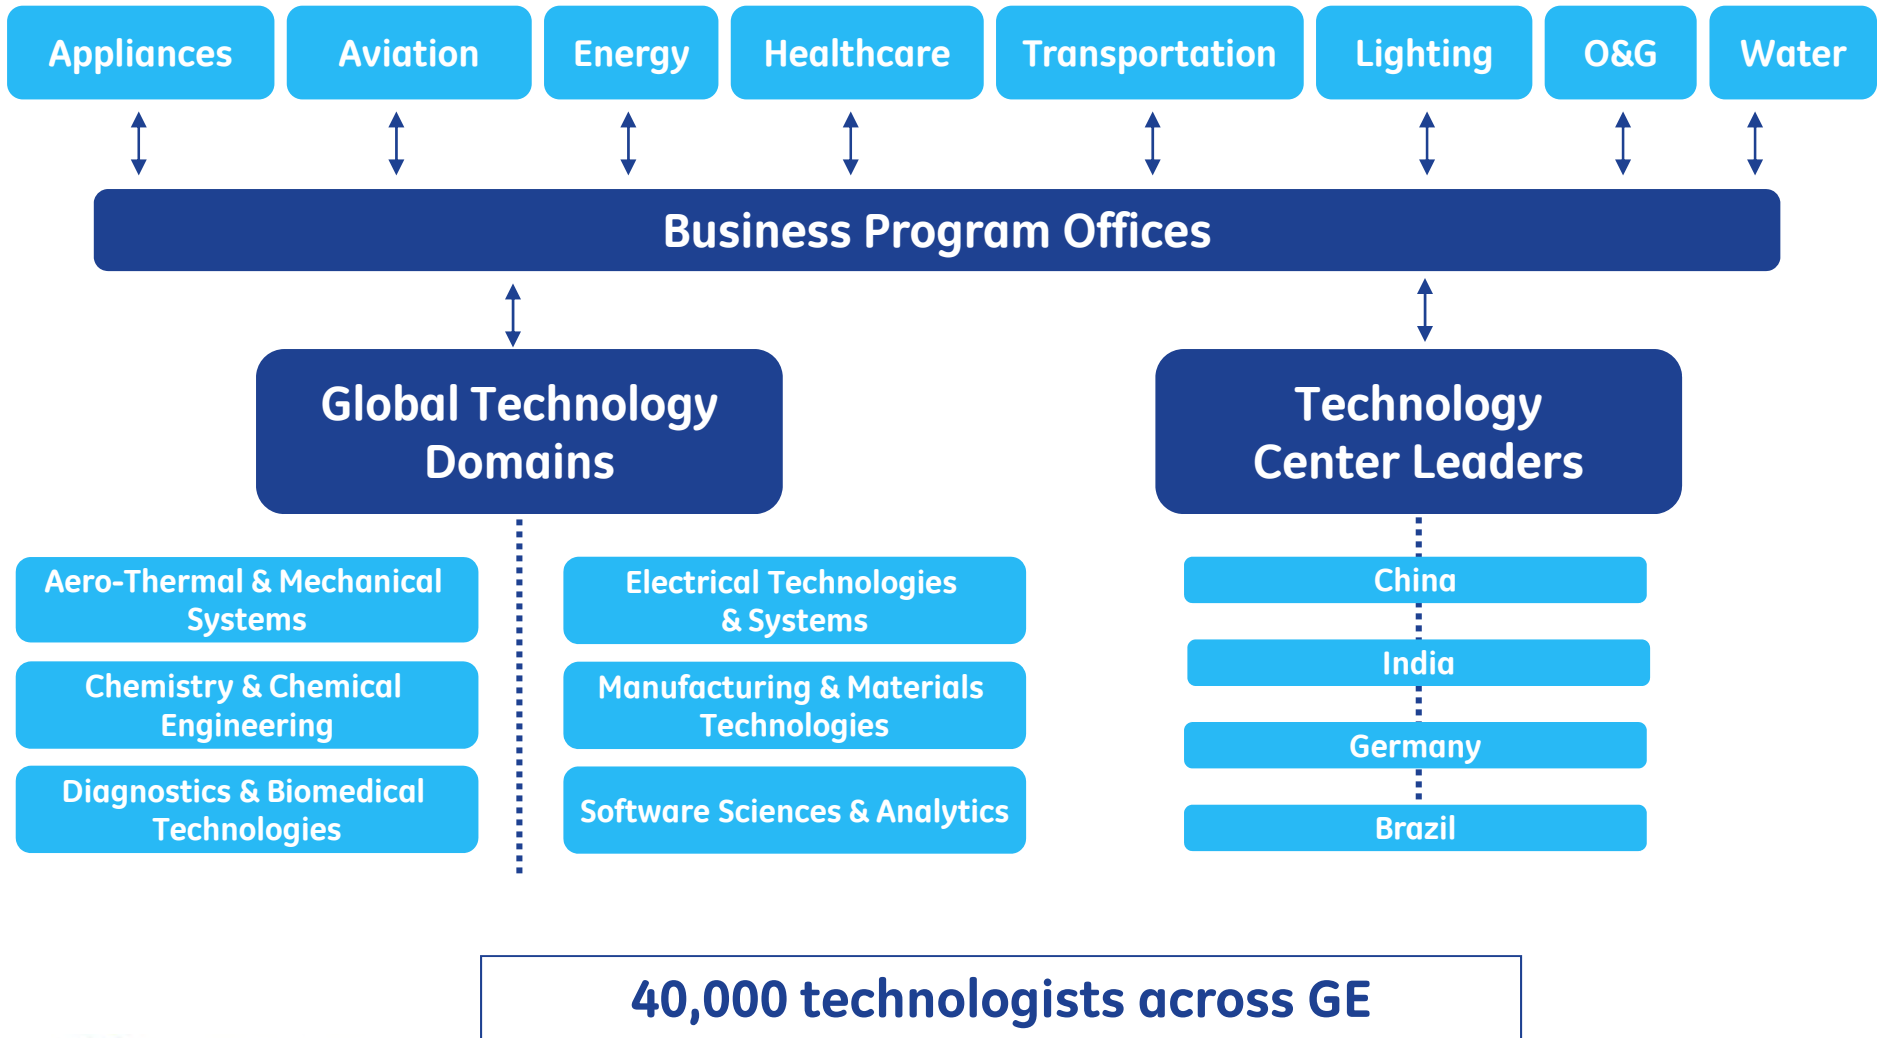 Appliances
Aviation
Energy
Healthcare
Transportation
Lighting
O&G
Water
Business Program Offices
Global Technology
Domains
Technology
Center Leaders
Aero-Thermal & Mechanical
Systems
Electrical Technologies
& Systems
Chemistry & Chemical
Engineering
Manufacturing & Materials
Technologies
Diagnostics & Biomedical
Technologies
Software Sciences & Analytics
China
India
Germany
Brazil
40,000 technologists across GE